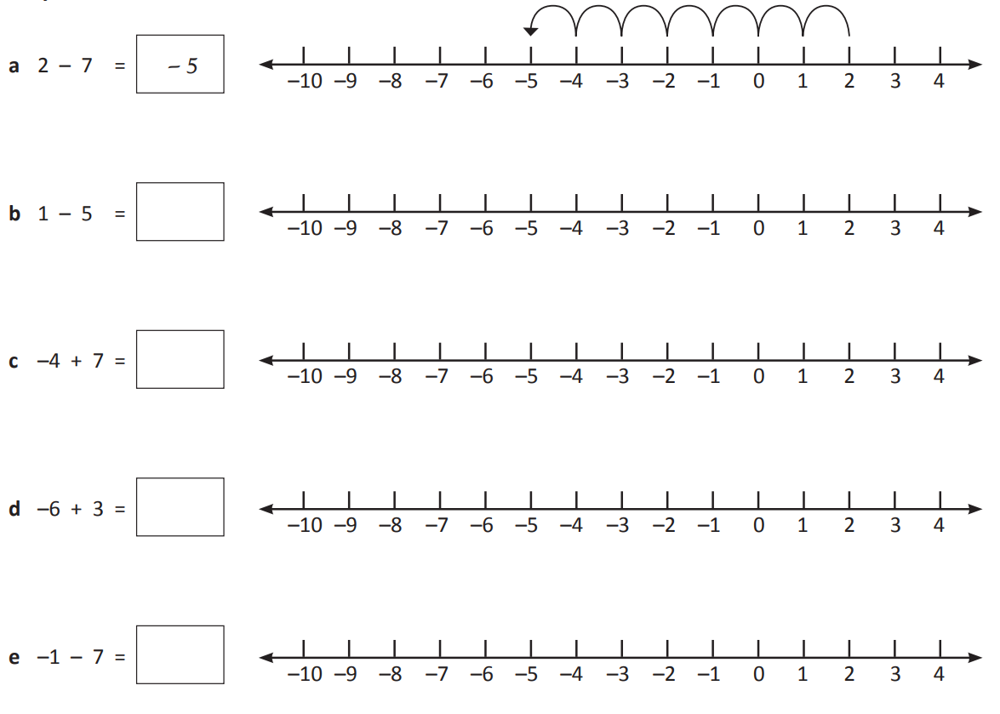 a 2 – 7 = – 5
–10 –9 –8 –7 –6 –5 –4 –3 –2 –1 0 1 2 3 4
b 1 – 5 =
–10 –9 –8 –7 –6 –5 –4 –3 –2 –1 0 1 2 3 4
c –4 + 7 =
–10 –9 –8 –7 –6 –5 –4 –3 –2 –1 0 1 2 3 4
d –6 + 3 =
–10 –9 –8 –7 –6 –5 –4 –3 –2 –1 0 1 2 3 4
e –1 – 7 =
–10 –9 –8 –7 –6 –5 –4 –3 –2 –1 0 1 2 3 4